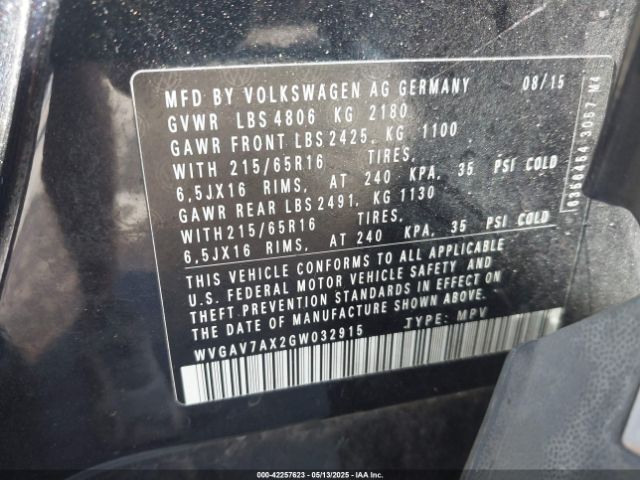 MFD BY VOLKSWAGEN AG GERMANY 08/15
GVWR LBS 4806 KG 2180
GAWR FRONT LBS 2425, KG 1100
WITH 215/65R16 TIRES,
6,5JX16 RIMS, AT 240 KPA, 35 PSI COLD
GAWR REAR LBS 2491, KG 1130
WITH 215/65R16 TIRES,
6,5JX16 RIMS, AT 240 KPA, 35 PSI COLD
THIS VEHICLE CONFORMS TO ALL APPLICABLE
U.S. FEDERAL MOTOR VEHICLE SAFETY AND
THEFT PREVENTION STANDARDS IN EFFECT ON
THE DATE OF MANUFACTURE SHOWN ABOVE.
WVGAV7AX2GW032915 TYPE: MPV
000-42257623 - 05/13/2025 - IAAI.COM